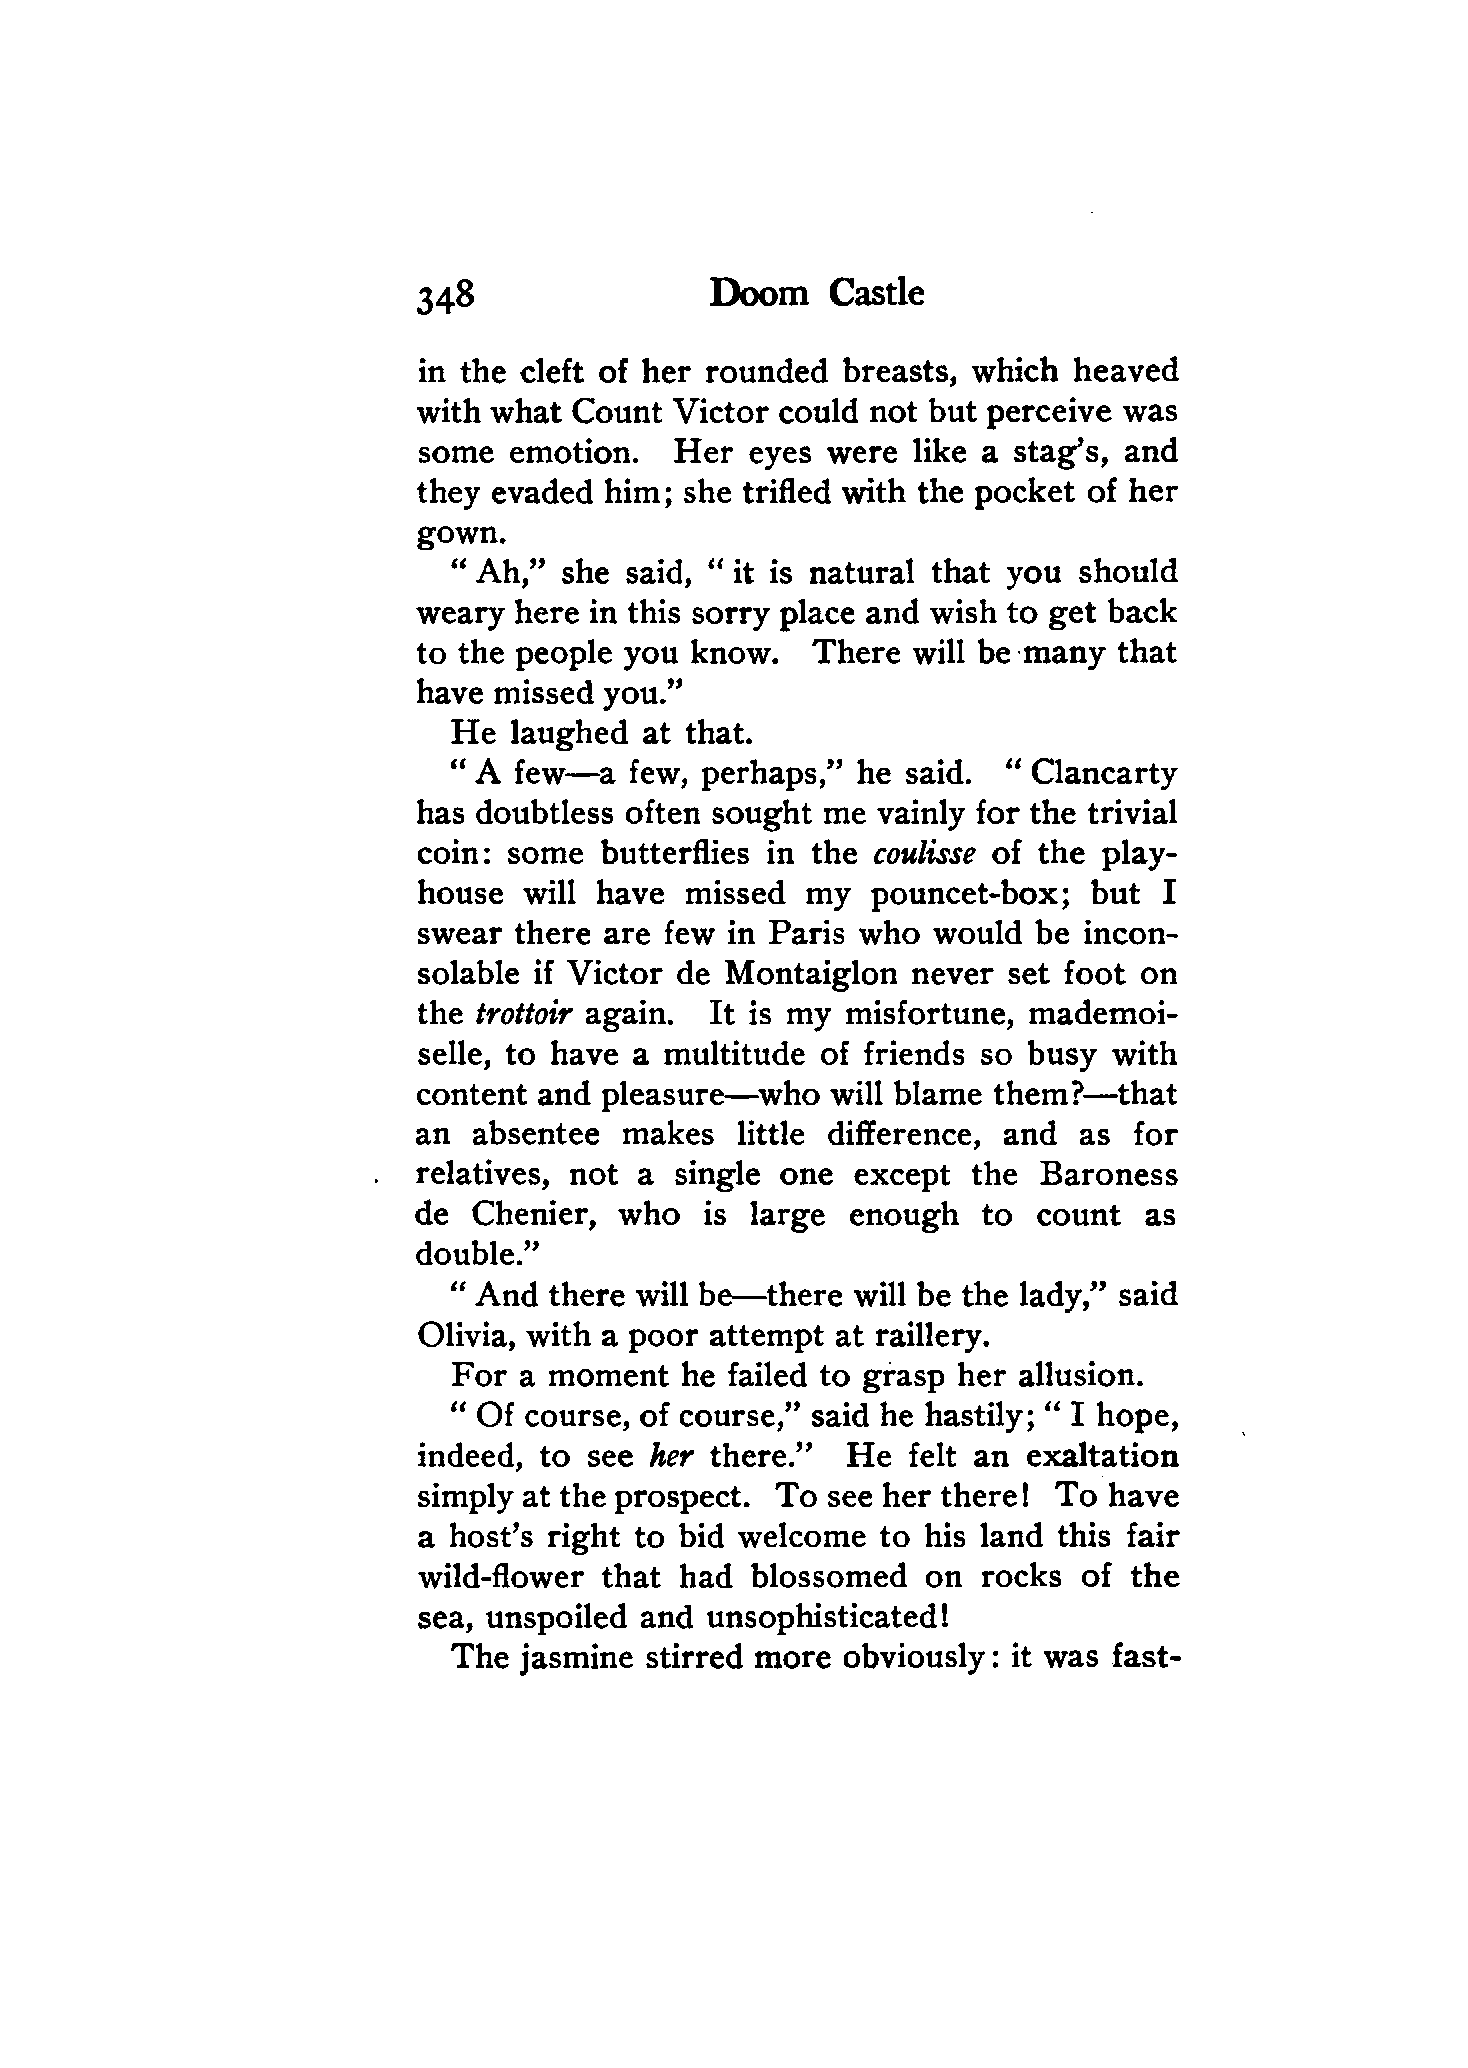 348 Doom Castle
in the cleft of her rounded breasts, which heaved
with what Count Victor could not but perceive was
some emotion. Her eyes were like a stag's, and
they evaded him; she trifled with the pocket of her
gown.
" Ah," she said, " it is natural that you should
weary here in this sorry place and wish to get back
to the people you know. There will be many that
have missed you."
He laughed at that.
" A few—a few, perhaps," he said. " Clancarty
has doubtless often sought me vainly for the trivial
coin: some butterflies in the coulisse of the play-
house will have missed my pouncet-box; but I
swear there are few in Paris who would be incon-
solable if Victor de Montaiglon never set foot on
the trottoir again. It is my misfortune, mademoi-
selle, to have a multitude of friends so busy with
content and pleasure—who will blame them?—that
an absentee makes little difference, and as for
relatives, not a single one except the Baroness
de Chenier, who is large enough to count as
double."
" And there will be—there will be the lady," said
Olivia, with a poor attempt at raillery.
For a moment he failed to grasp her allusion.
" Of course, of course," said he hastily; " I hope,
indeed, to see her there." He felt an exaltation
simply at the prospect. To see her there! To have
a host's right to bid welcome to his land this fair
wild-flower that had blossomed on rocks of the
sea, unspoiled and unsophisticated!
The jasmine stirred more obviously: it was fast-